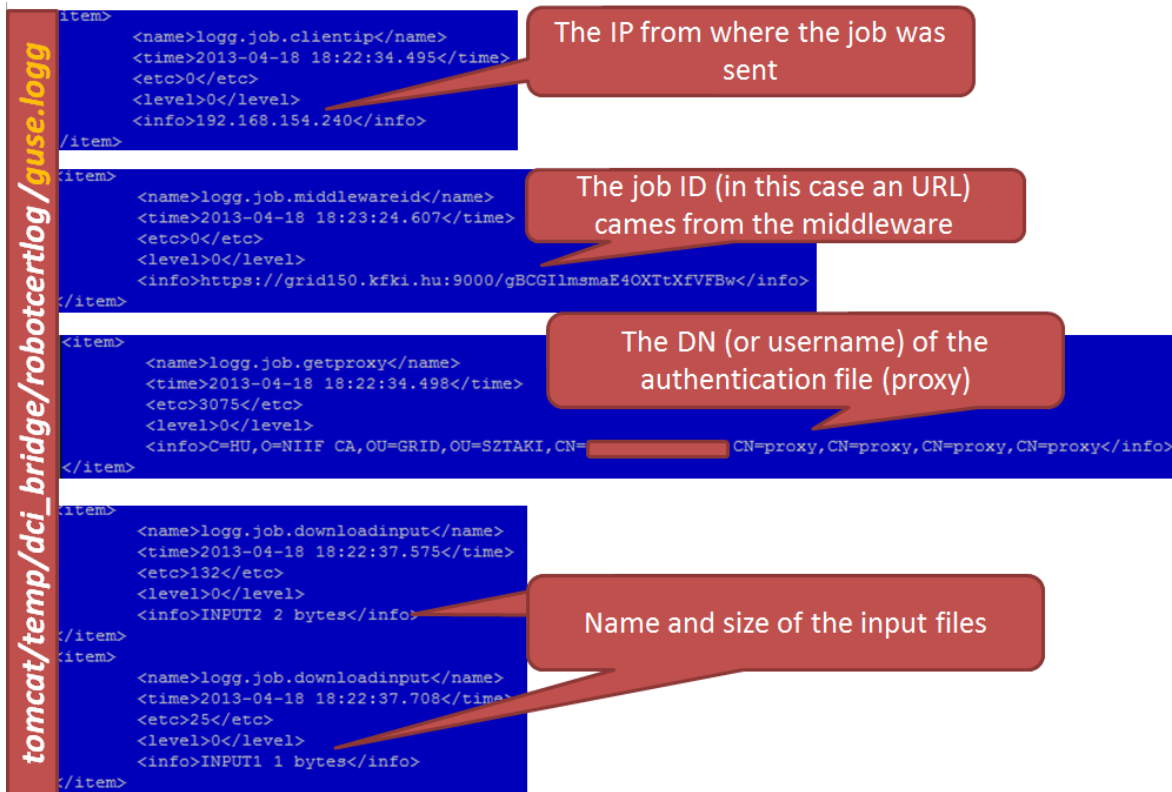 tomcat/temp/dci_bridge/robotcertlog/guse.logg
item>
<name>logg.job.clientip</name>
<time>2013-04-18 18:22:34.495</time>
<etc>0</etc>
<level>0</level>
<info>192.168.154.240</info>
/item>
The IP from where the job was
sent
<item>
<name>logg.job.middlewareid</name>
<time>2013-04-18 18:23:24.607</time>
<etc>0</etc>
<level>0</level>
<info>https://grid150.kfki.hu:9000/gBCGIlmsmaE4OXTtXfVFBw</info>
</item>
The job ID (in this case an URL)
cames from the middleware
<item>
<name>logg.job.getproxy</name>
<time>2013-04-18 18:22:34.498</time>
<etc>3075</etc>
<level>0</level>
<info>C=HU,O=NIIF CA,OU=GRID,OU=SZTAKI,CN= CN=proxy,CN=proxy,CN=proxy,CN=proxy</info>
</item>
The DN (or username) of the
authentication file (proxy)
<item>
<name>logg.job.downloadinput</name>
<time>2013-04-18 18:22:37.575</time>
<etc>132</etc>
<level>0</level>
<info>INPUT2 2 bytes</info>
</item>
<item>
<name>logg.job.downloadinput</name>
<time>2013-04-18 18:22:37.708</time>
<etc>25</etc>
<level>0</level>
<info>INPUT1 1 bytes</info>
</item>
Name and size of the input files